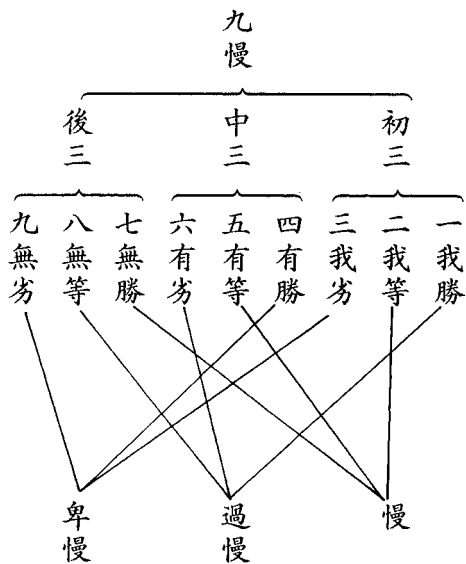 九慢
初三
中三
後三
一我勝
二我等
三我劣
四有勝
五有等
六有劣
七無勝
八無等
九無劣
慢
過慢
卑慢